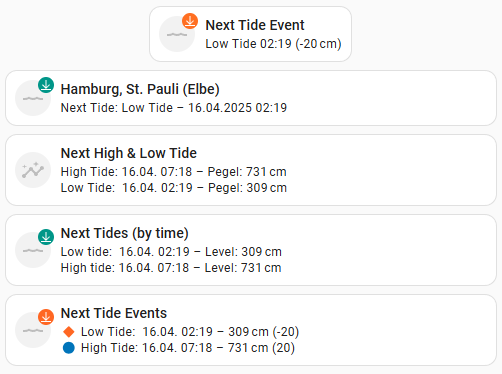 Next Tide Event
Low Tide 02:19 (-20 cm)
Hamburg, St. Pauli (Elbe)
Next Tide: Low Tide – 16.04.2025 02:19
Next High & Low Tide
High Tide: 16.04. 07:18 – Pegel: 731 cm
Low Tide: 16.04. 02:19 – Pegel: 309 cm
Next Tides (by time)
Low tide: 16.04. 02:19 – Level: 309 cm
High tide: 16.04. 07:18 – Level: 731 cm
Next Tide Events
Low Tide: 16.04. 02:19 – 309 cm (-20)
High Tide: 16.04. 07:18 – 731 cm (20)